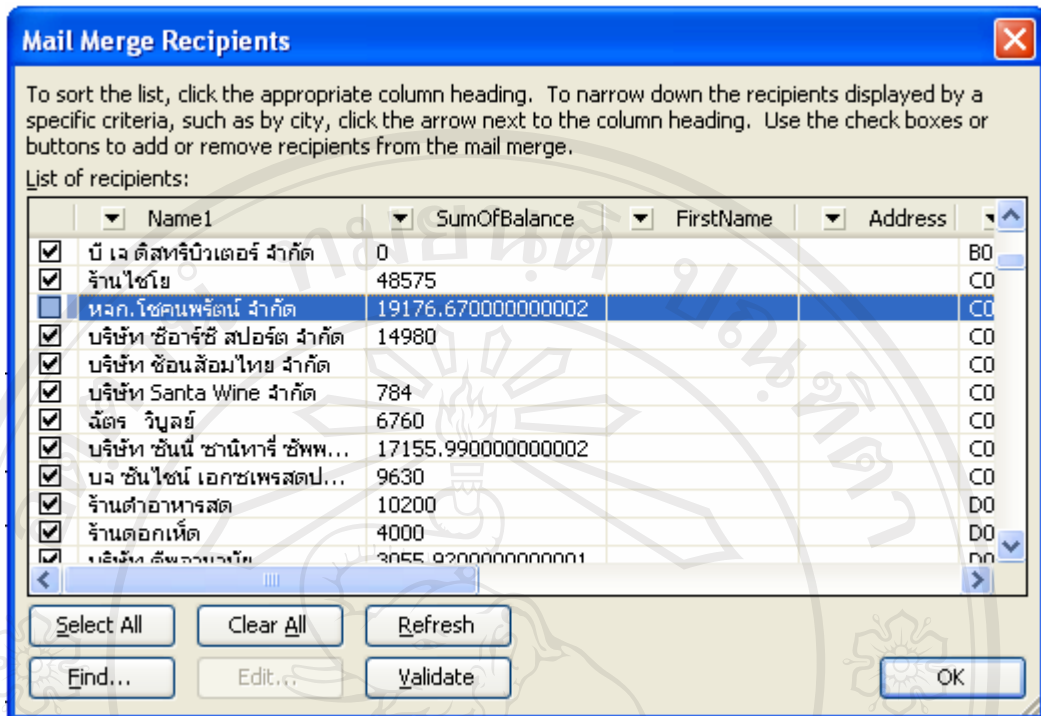 Mail Merge Recipients
To sort the list, click the appropriate column heading. To narrow down the recipients displayed by a
specific criteria, such as by city, click the arrow next to the column heading. Use the check boxes or
buttons to add or remove recipients from the mail merge.
List of recipients:
Name1 SumOfBalance FirstName Address
บี เจ ดิสทริบิวเตอร์ จำกัด 0 B0
ร้านไชโย 48575 C0
หจก.โชคนพรัตน์ จำกัด 19176.670000000002 C0
บริษัท ซีอาร์ซี สปอร์ต จำกัด 14980 C0
บริษัท ช้อนส้อมไทย จำกัด C0
บริษัท Santa Wine จำกัด 784 C0
ฉัตร วิบูลย์ 6760 C0
บริษัท ซันนี่ ซานิทารี่ ซัพพ... 17155.990000000002 C0
บจ ซันไชน์ เอกซเพรสดป... 9630 C0
ร้านดำอาหารสด 10200 D0
ร้านดอกเห็ด 4000 D0
บริษัท 3055.9200000000001 D0
Select All Clear All Refresh
Find... Edit... Validate OK